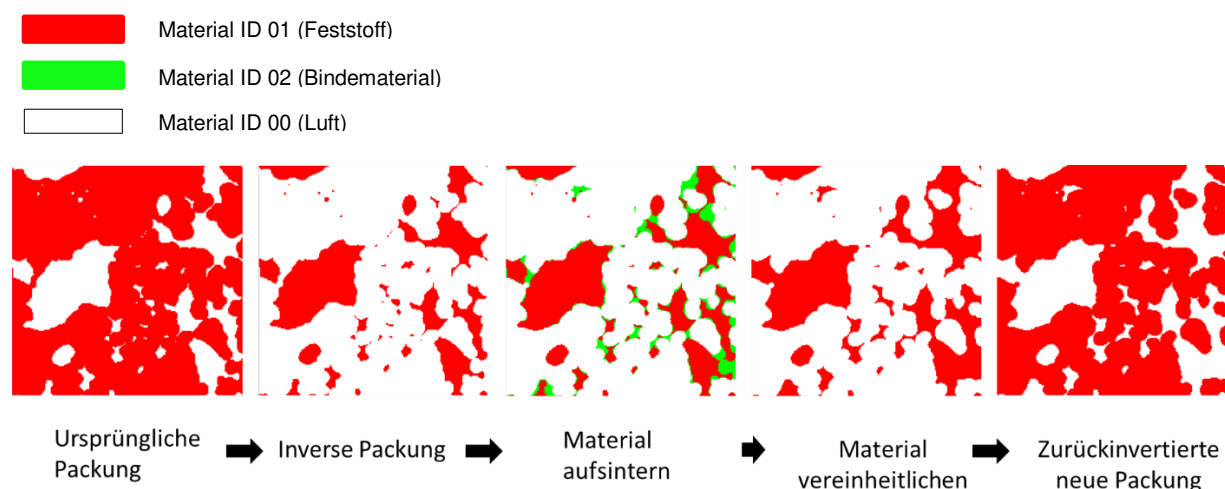 Material ID 01 (Feststoff)
Material ID 02 (Bindematerial)
Material ID 00 (Luft)
Ursprüngliche
Packung
Inverse Packung
Material
aufsintern
Material
vereinheitlichen
Zurückinvertierte
neue Packung